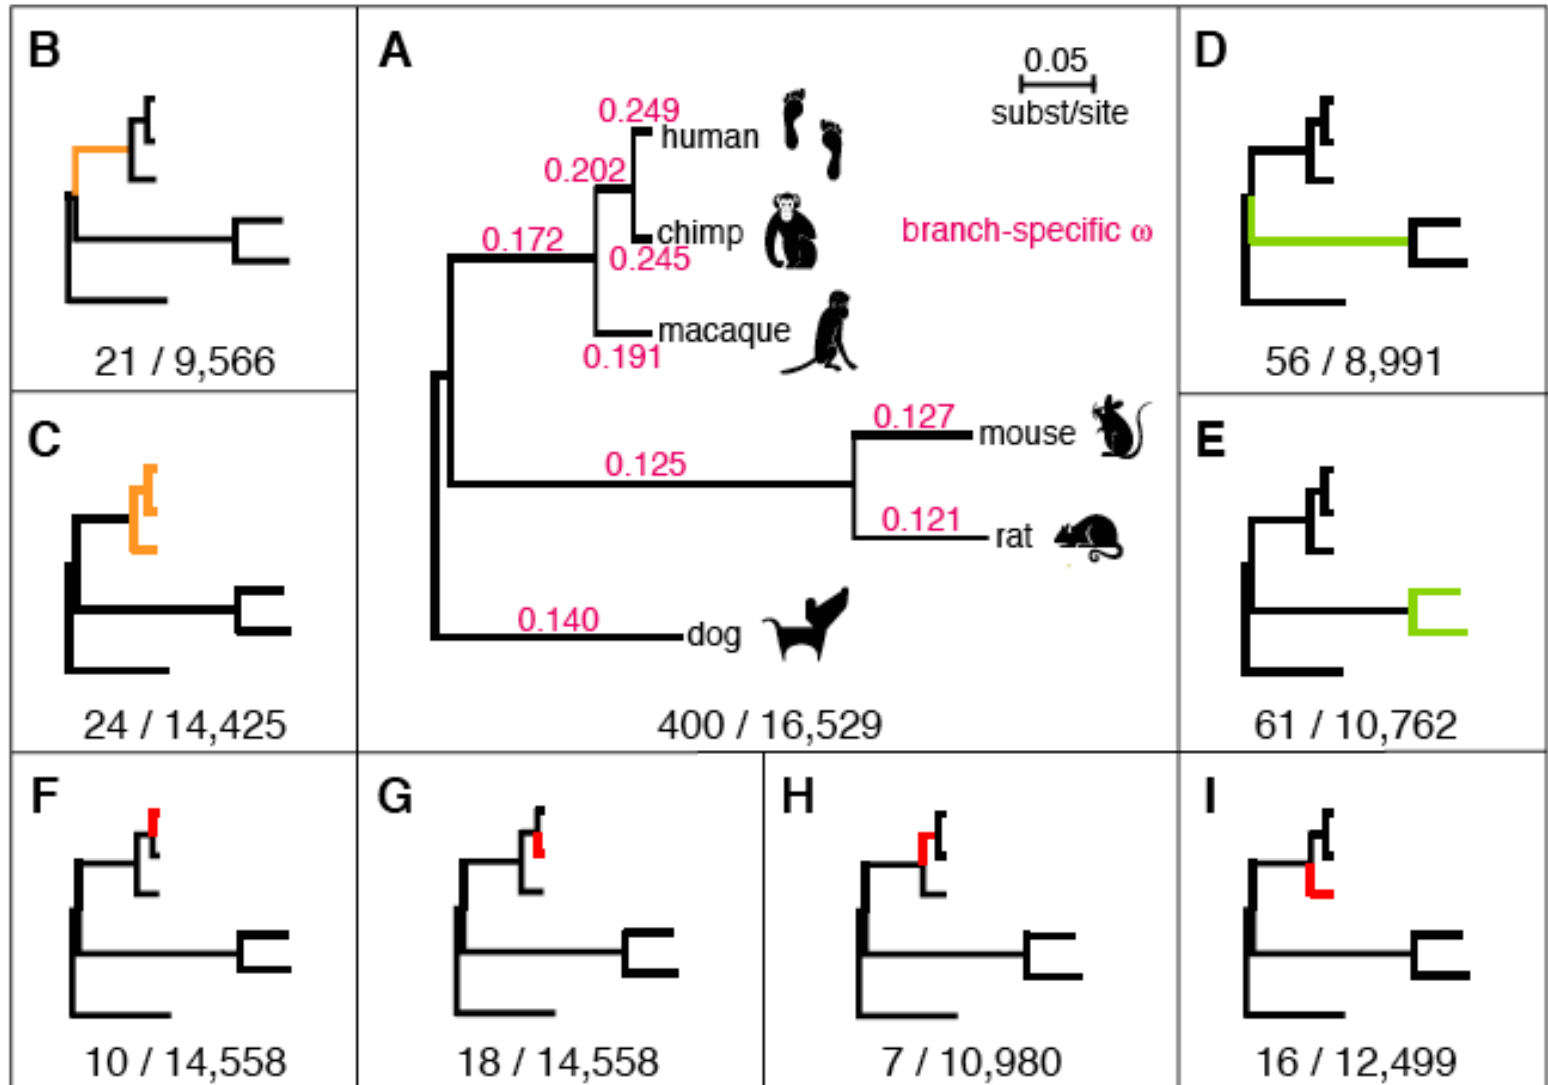 B
21 / 9,566
A
0.05
subst/site
0.249
human
0.202
chimp
0.172
0.245
branch-specific ω
macaque
0.191
0.127
mouse
0.125
0.121
rat
0.140
dog
400 / 16,529
D
56 / 8,991
C
24 / 14,425
E
61 / 10,762
F
10 / 14,558
G
18 / 14,558
H
7 / 10,980
I
16 / 12,499